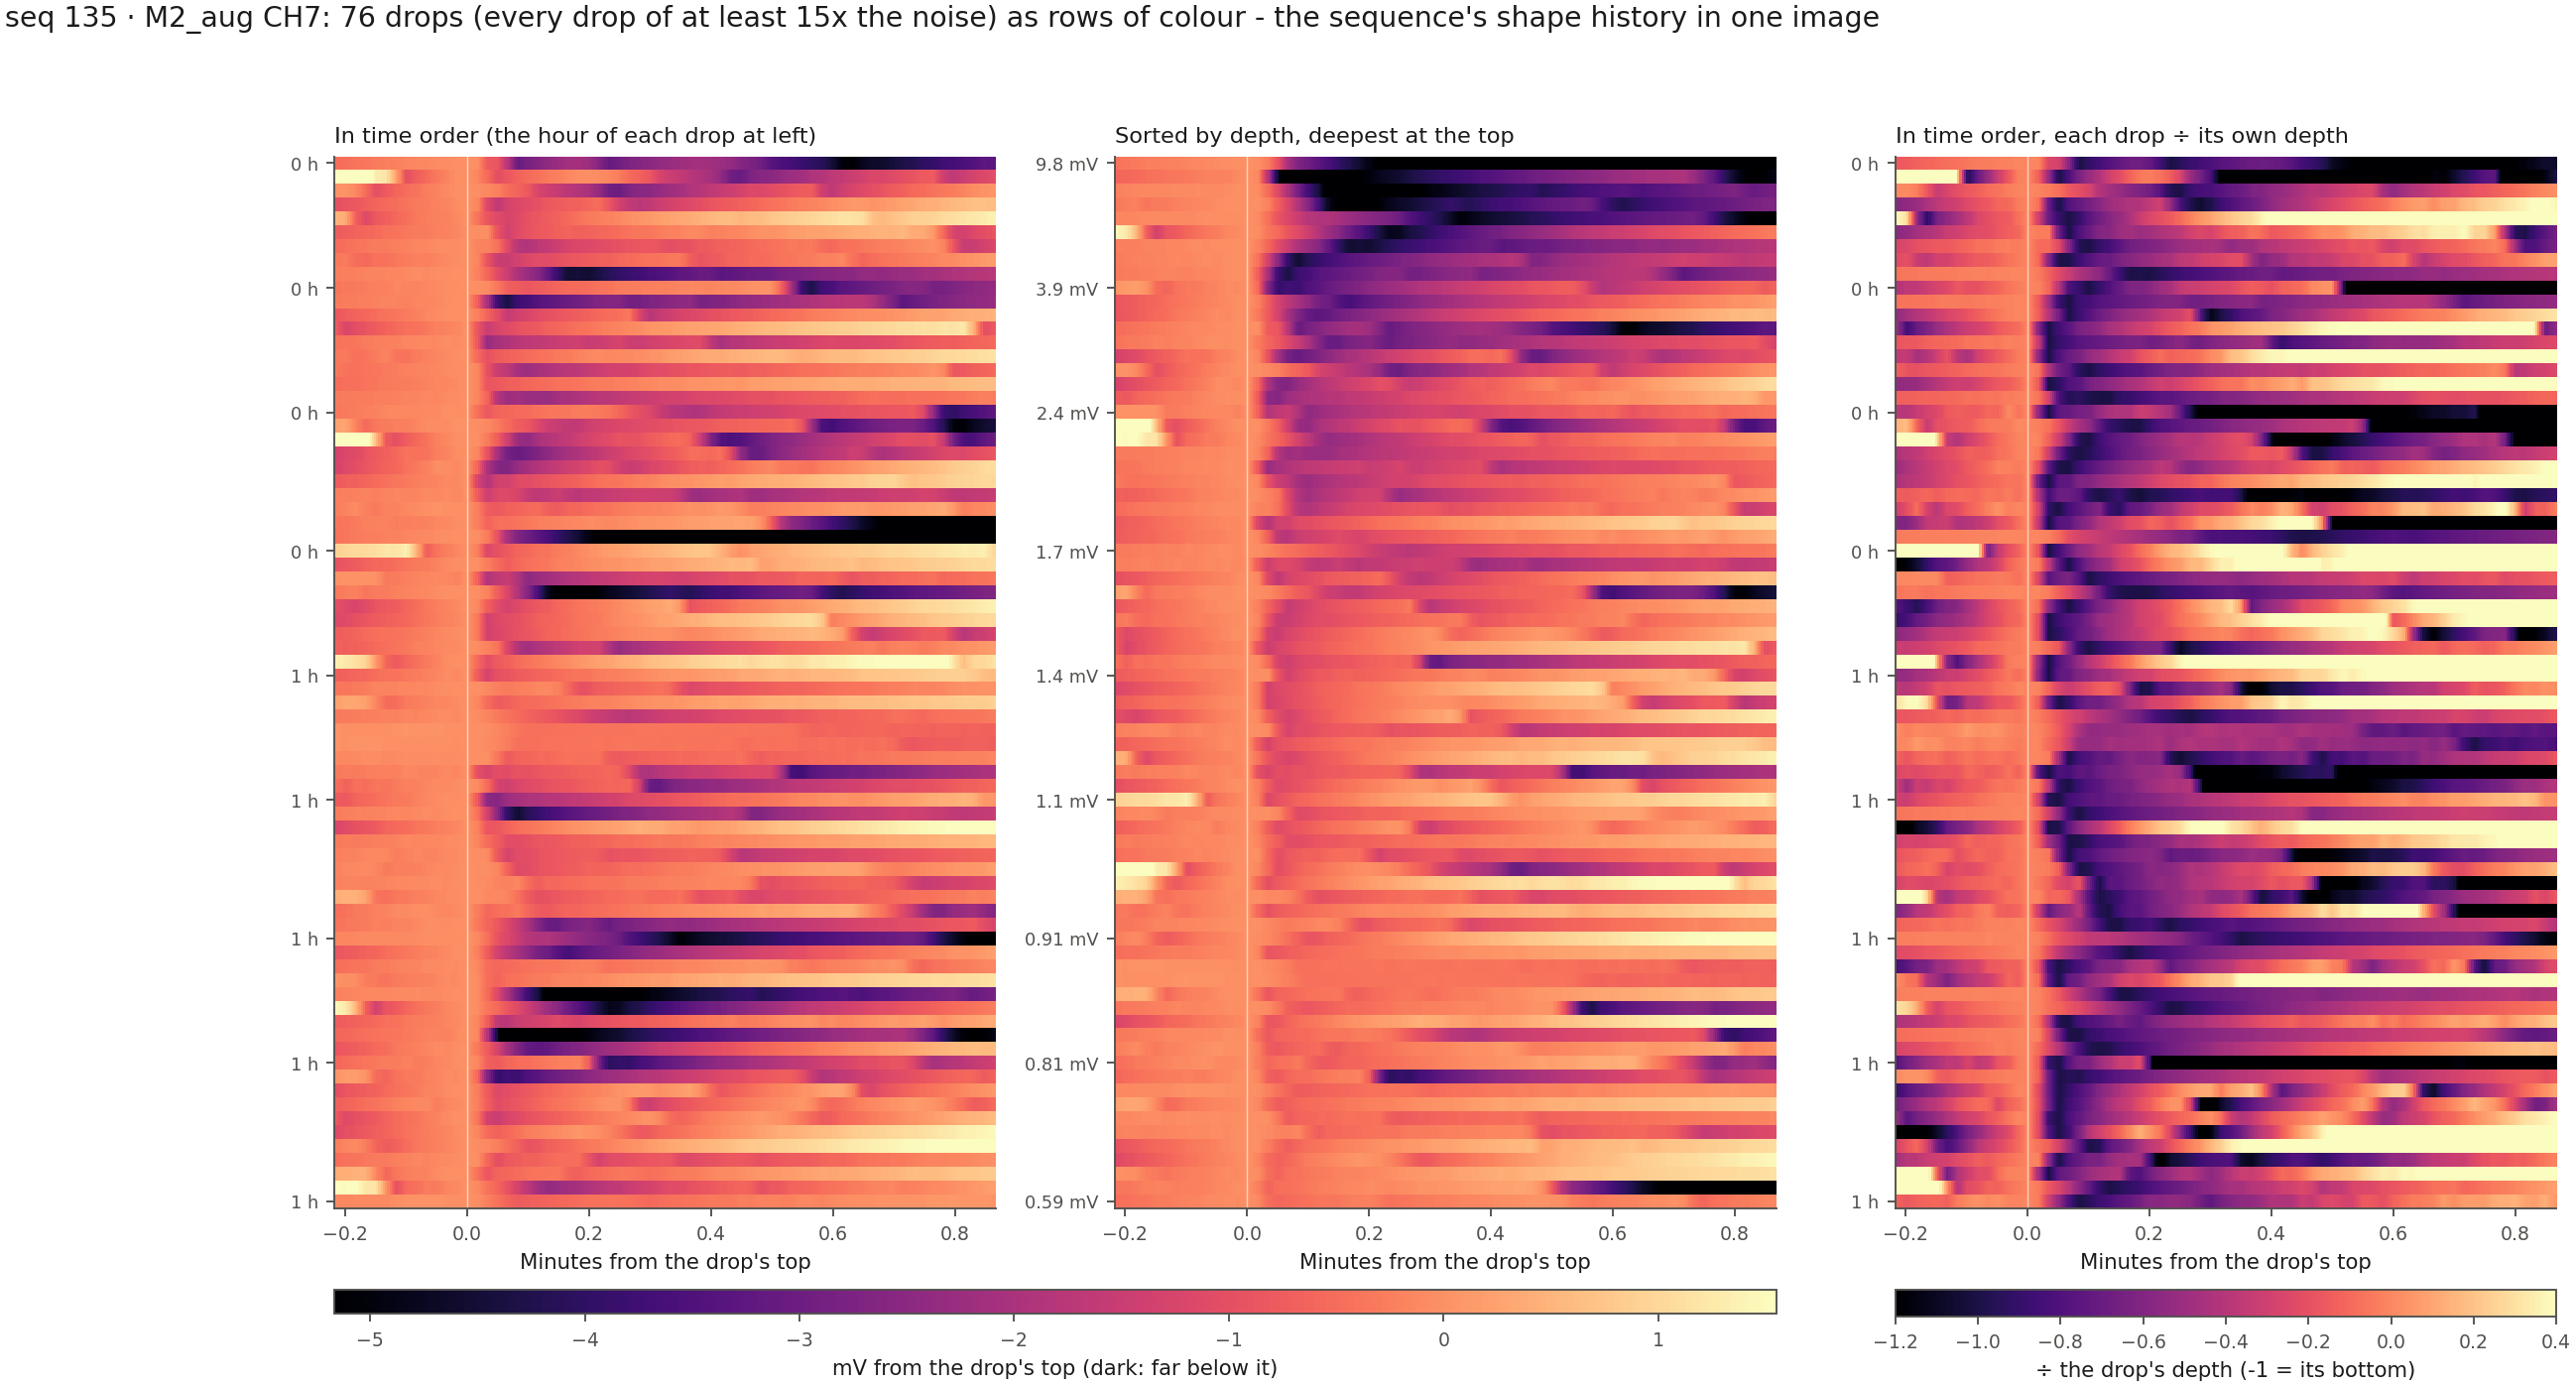 seq 135 · M2_aug CH7: 76 drops (every drop of at least 15x the noise) as rows of colour - the sequence's shape history in one image
In time order (the hour of each drop at left)
0 h
0 h
0 h
0 h
1 h
1 h
1 h
1 h
1 h
−0.2 0.0 0.2 0.4 0.6 0.8
Minutes from the drop's top
Sorted by depth, deepest at the top
9.8 mV
3.9 mV
2.4 mV
1.7 mV
1.4 mV
1.1 mV
0.91 mV
0.81 mV
0.59 mV
−0.2 0.0 0.2 0.4 0.6 0.8
Minutes from the drop's top
In time order, each drop ÷ its own depth
0 h
0 h
0 h
0 h
1 h
1 h
1 h
1 h
1 h
−0.2 0.0 0.2 0.4 0.6 0.8
Minutes from the drop's top
−5 −4 −3 −2 −1 0 1
mV from the drop's top (dark: far below it)
−1.2 −1.0 −0.8 −0.6 −0.4 −0.2 0.0 0.2 0.4
÷ the drop's depth (-1 = its bottom)